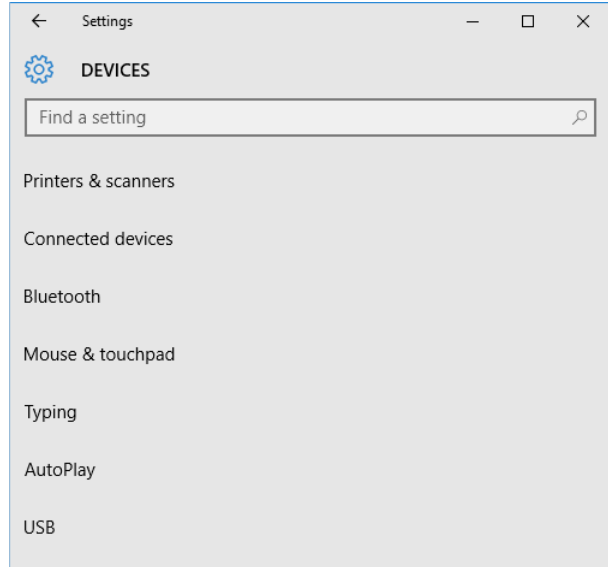 Settings
DEVICES
Find a setting
Printers & scanners
Connected devices
Bluetooth
Mouse & touchpad
Typing
AutoPlay
USB